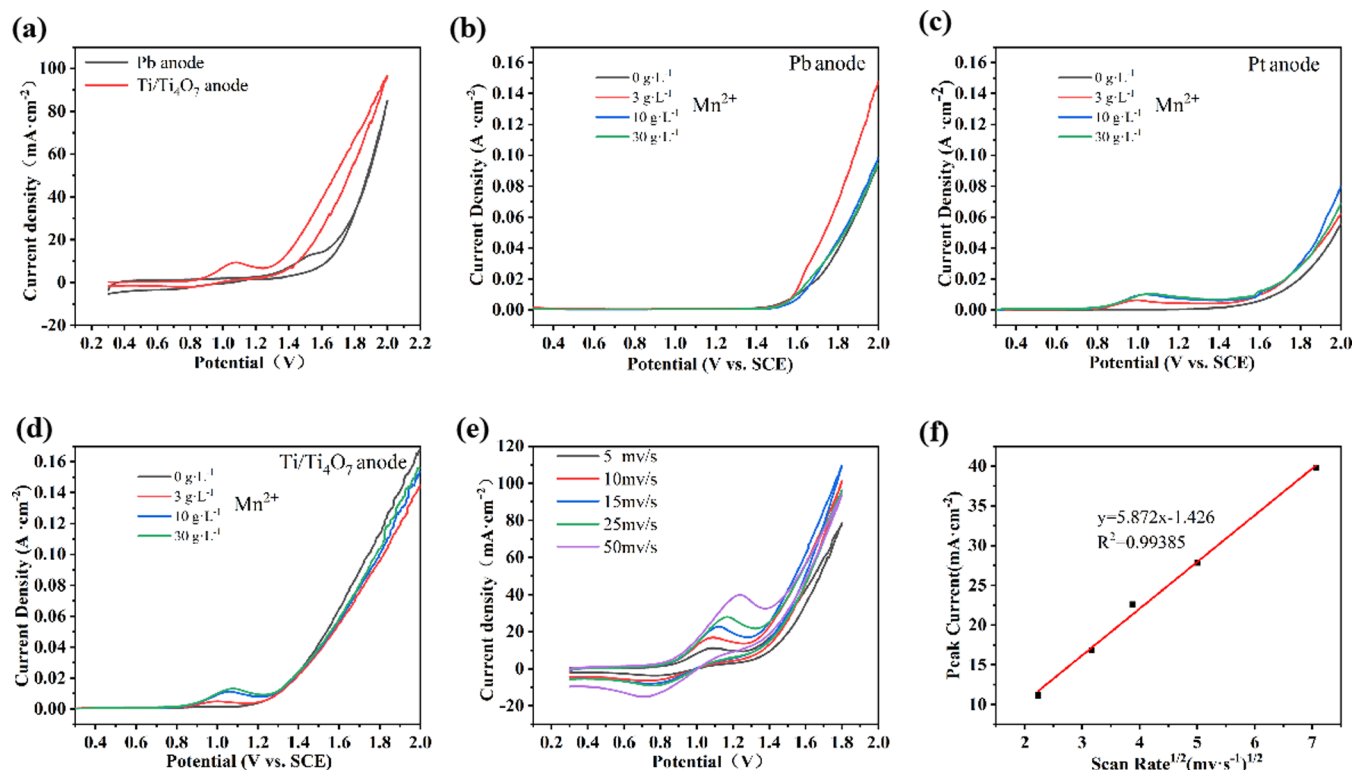 (a)
Pb anode
Ti/Ti₄O₇ anode
100
80
60
40
20
0
-20
0.2 0.4 0.6 0.8 1.0 1.2 1.4 1.6 1.8 2.0 2.2
Current density（mA·cm⁻²）
Potential（V）
(b)
Pb anode
0 g·L⁻¹
3 g·L⁻¹
10 g·L⁻¹
30 g·L⁻¹
Mn²⁺
0.16
0.14
0.12
0.10
0.08
0.06
0.04
0.02
0.00
0.4 0.6 0.8 1.0 1.2 1.4 1.6 1.8 2.0
Current Density (A ·cm⁻²)
Potential (V vs. SCE)
(c)
Pt anode
0 g·L⁻¹
3 g·L⁻¹
10 g·L⁻¹
30 g·L⁻¹
Mn²⁺
0.16
0.14
0.12
0.10
0.08
0.06
0.04
0.02
0.00
0.4 0.6 0.8 1.0 1.2 1.4 1.6 1.8 2.0
Current Density (A ·cm⁻²)
Potential (V vs. SCE)
(d)
Ti/Ti₄O₇ anode
0 g·L⁻¹
3 g·L⁻¹
10 g·L⁻¹
30 g·L⁻¹
Mn²⁺
0.16
0.14
0.12
0.10
0.08
0.06
0.04
0.02
0.00
0.4 0.6 0.8 1.0 1.2 1.4 1.6 1.8 2.0
Current Density (A ·cm⁻²)
Potential (V vs. SCE)
(e)
5 mv/s
10mv/s
15mv/s
25mv/s
50mv/s
120
100
80
60
40
20
0
-20
0.2 0.4 0.6 0.8 1.0 1.2 1.4 1.6 1.8 2.0
Current density（mA·cm⁻²）
Potential（V）
(f)
y=5.872x-1.426
R²=0.99385
40
35
30
25
20
15
10
2 3 4 5 6 7
Peak Current(mA·cm⁻²)
Scan Rate¹ᐟ²(mv·s⁻¹)¹ᐟ²